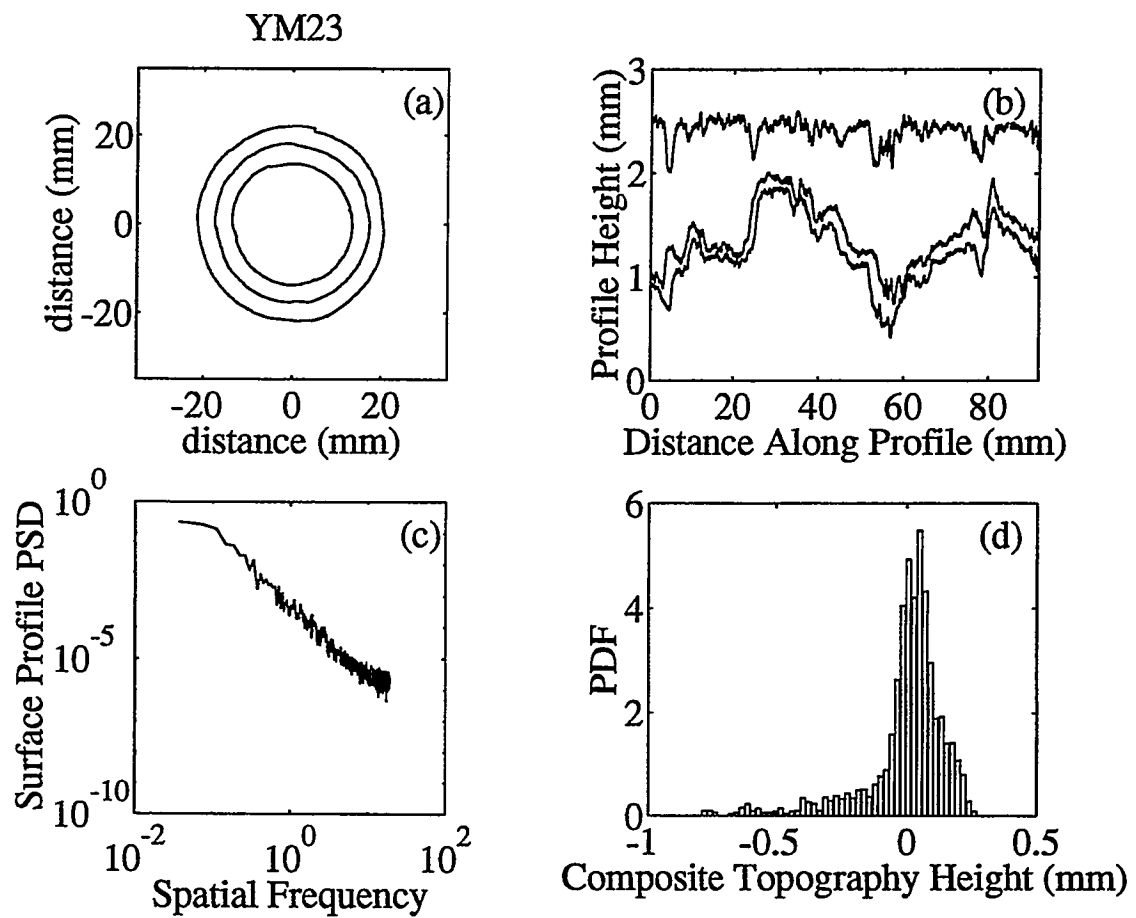 YM23
(a)
20
0
-20
distance (mm)
-20 0 20
distance (mm)
(b)
3
2
1
0
Profile Height (mm)
0 20 40 60 80
Distance Along Profile (mm)
(c)
10^0
10^-5
10^-10
Surface Profile PSD
10^-2 10^0 10^2
Spatial Frequency
(d)
6
4
2
0
PDF
-1 -0.5 0 0.5
Composite Topography Height (mm)